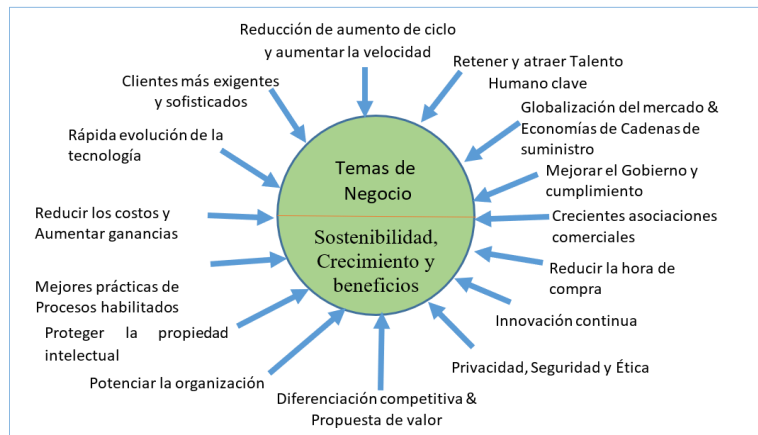 Reducción de aumento de ciclo
y aumentar la velocidad
Retener y atraer Talento
Humano clave
Clientes más exigentes
y sofisticados
Globalización del mercado &
Economías de Cadenas de
suministro
Rápida evolución de la
tecnología
Temas de
Negocio
Mejorar el Gobierno y
cumplimiento
Reducir los costos y
Aumentar ganancias
Crecientes asociaciones
comerciales
Sostenibilidad,
Crecimiento y
beneficios
Reducir la hora de
compra
Mejores prácticas de
Procesos habilitados
Innovación continua
Proteger la propiedad
intelectual
Privacidad, Seguridad y Ética
Potenciar la organización
Diferenciación competitiva &
Propuesta de valor